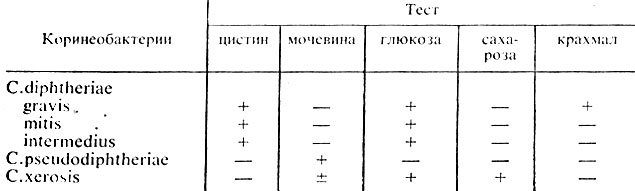 Тест
Коринеобактерии цистин мочевина глюкоза саха- крахмал
роза
C.diphtheriae
gravis + — + — +
mitis + — + — —
intermedius + — + — —
C.pseudodiphtheriae — + — — —
C.xerosis — ± + + —